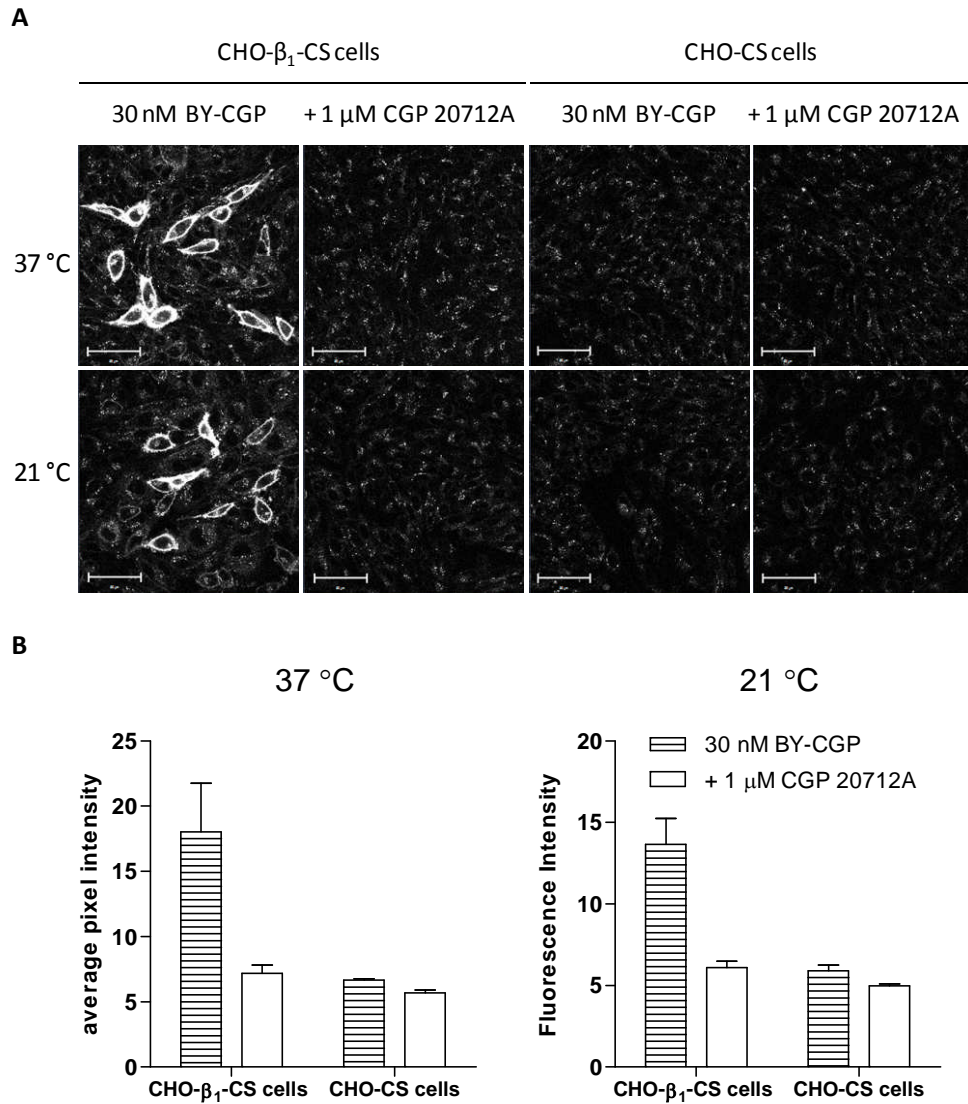 A
CHO-β₁-CS cells
CHO-CS cells
30 nM BY-CGP
+ 1 µM CGP 20712A
30 nM BY-CGP
+ 1 µM CGP 20712A
37 °C
21 °C
B
37 °C
21 °C
average pixel intensity
25
20
15
10
5
0
CHO-β₁-CS cells
CHO-CS cells
Fluorescence Intensity
20
15
10
5
0
30 nM BY-CGP
+ 1 µM CGP 20712A
CHO-β₁-CS cells
CHO-CS cells